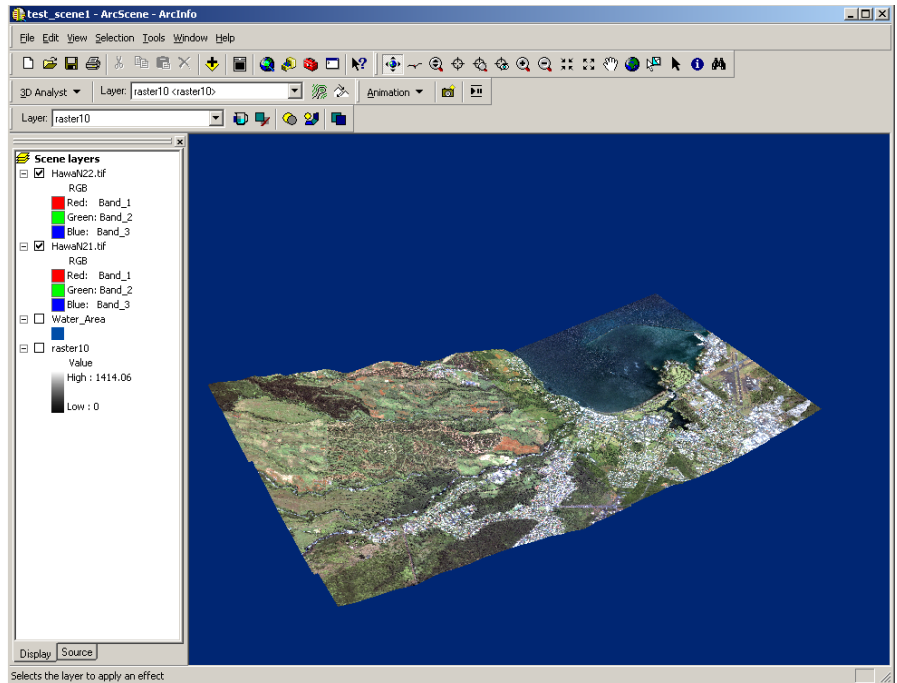 test_scene1 - ArcScene - ArcInfo
File Edit View Selection Tools Window Help
3D Analyst Layer: raster10 <raster10> Animation
Layer: raster10
Scene layers
HawaN22.tif
RGB
Red: Band_1
Green: Band_2
Blue: Band_3
HawaN21.tif
RGB
Red: Band_1
Green: Band_2
Blue: Band_3
Water_Area
raster10
Value
High : 1414.06
Low : 0
Display Source
Selects the layer to apply an effect